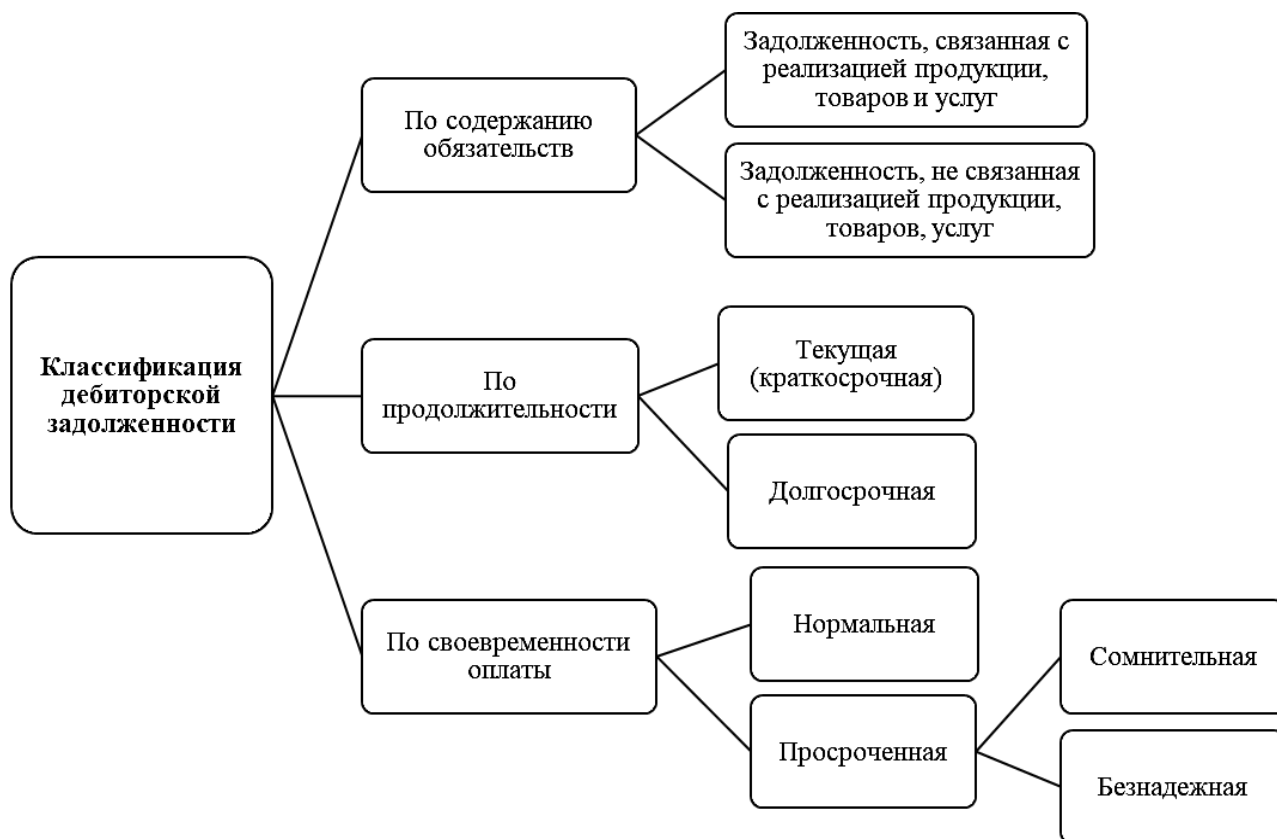 Классификация
дебиторской
задолженности
По содержанию
обязательств
Задолженность, связанная с
реализацией продукции,
товаров и услуг
Задолженность, не связанная
с реализацией продукции,
товаров, услуг
По
продолжительности
Текущая
(краткосрочная)
Долгосрочная
По своевременности
оплаты
Нормальная
Просроченная
Сомнительная
Безнадежная